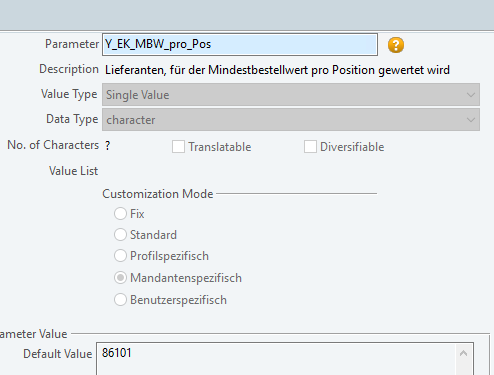 Parameter Y_EK_MBW_pro_Pos ?
Description Lieferanten, für der Mindestbestellwert pro Position gewertet wird
Value Type Single Value
Data Type character
No. of Characters ? Translatable Diversifiable
Value List
Customization Mode
Fix
Standard
Profilspezifisch
Mandantenspezifisch
Benutzerspezifisch
ameter Value
Default Value 86101